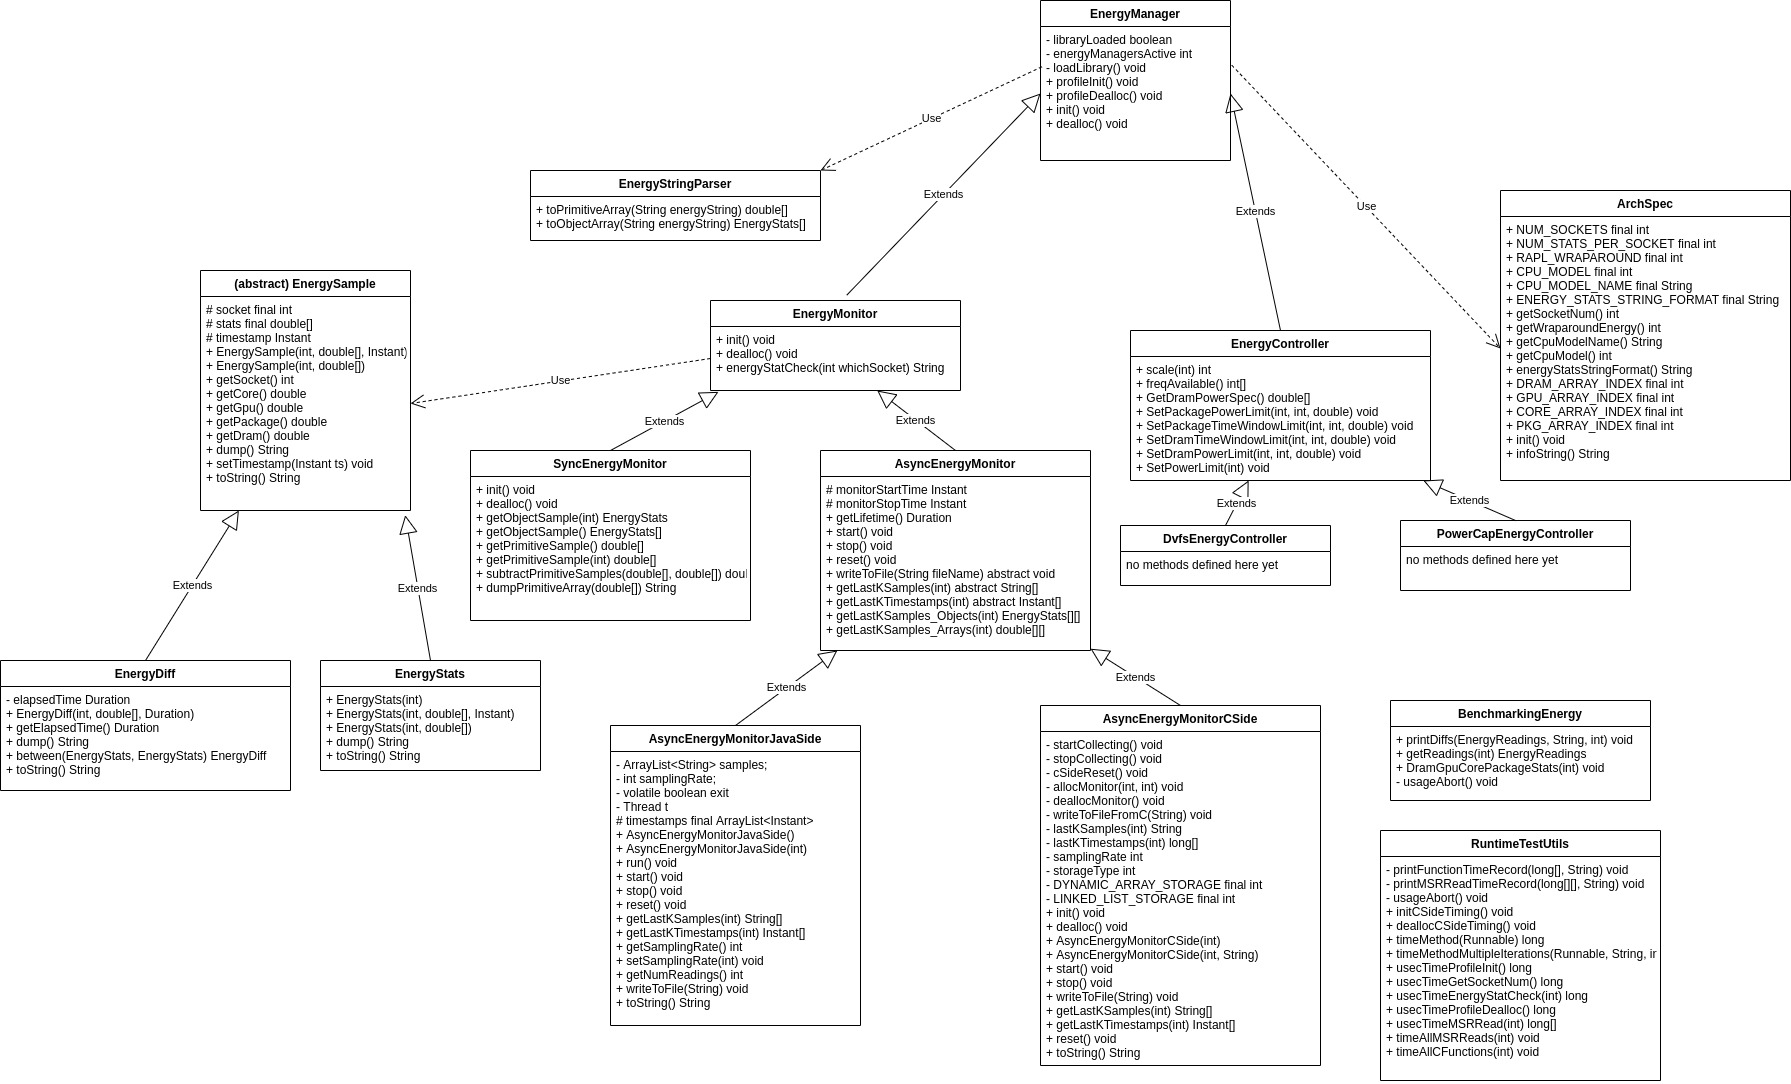 EnergyManager
- libraryLoaded boolean
- energyManagersActive int
- loadLibrary() void
+ profileInit() void
+ profileDealloc() void
+ init() void
+ dealloc() void
Use
Extends
Extends
Use
EnergyStringParser
+ toPrimitiveArray(String energyString) double[]
+ toObjectArray(String energyString) EnergyStats[]
ArchSpec
+ NUM_SOCKETS final int
+ NUM_STATS_PER_SOCKET final int
+ RAPL_WRAPAROUND final int
+ CPU_MODEL final int
+ CPU_MODEL_NAME final String
+ ENERGY_STATS_STRING_FORMAT final String
+ getSocketNum() int
+ getWraparoundEnergy() int
+ getCpuModelName() String
+ getCpuModel() int
+ energyStatsStringFormat() String
+ DRAM_ARRAY_INDEX final int
+ GPU_ARRAY_INDEX final int
+ CORE_ARRAY_INDEX final int
+ PKG_ARRAY_INDEX final int
+ init() void
+ infoString() String
(abstract) EnergySample
# socket final int
# stats final double[]
# timestamp Instant
+ EnergySample(int, double[], Instant)
+ EnergySample(int, double[])
+ getSocket() int
+ getCore() double
+ getGpu() double
+ getPackage() double
+ getDram() double
+ dump() String
+ setTimestamp(Instant ts) void
+ toString() String
Use
EnergyMonitor
+ init() void
+ dealloc() void
+ energyStatCheck(int whichSocket) String
EnergyController
+ scale(int) int
+ freqAvailable() int[]
+ GetDramPowerSpec() double[]
+ SetPackagePowerLimit(int, int, double) void
+ SetPackageTimeWindowLimit(int, int, double) void
+ SetDramTimeWindowLimit(int, int, double) void
+ SetDramPowerLimit(int, int, double) void
+ SetPowerLimit(int) void
Extends
Extends
Extends
Extends
SyncEnergyMonitor
+ init() void
+ dealloc() void
+ getObjectSample(int) EnergyStats
+ getObjectSample() EnergyStats[]
+ getPrimitiveSample() double[]
+ getPrimitiveSample(int) double[]
+ subtractPrimitiveSamples(double[], double[]) doul
+ dumpPrimitiveArray(double[]) String
AsyncEnergyMonitor
# monitorStartTime Instant
# monitorStopTime Instant
+ getLifetime() Duration
+ start() void
+ stop() void
+ reset() void
+ writeToFile(String fileName) abstract void
+ getLastKSamples(int) abstract String[]
+ getLastKTimestamps(int) abstract Instant[]
+ getLastKSamples_Objects(int) EnergyStats[][]
+ getLastKSamples_Arrays(int) double[][]
DvfsEnergyController
no methods defined here yet
PowerCapEnergyController
no methods defined here yet
Extends
Extends
Extends
Extends
EnergyDiff
- elapsedTime Duration
+ EnergyDiff(int, double[], Duration)
+ getElapsedTime() Duration
+ dump() String
+ between(EnergyStats, EnergyStats) EnergyDiff
+ toString() String
EnergyStats
+ EnergyStats(int)
+ EnergyStats(int, double[], Instant)
+ EnergyStats(int, double[])
+ dump() String
+ toString() String
AsyncEnergyMonitorJavaSide
- ArrayList<String> samples;
- int samplingRate;
- volatile boolean exit
- Thread t
# timestamps final ArrayList<Instant>
+ AsyncEnergyMonitorJavaSide()
+ AsyncEnergyMonitorJavaSide(int)
+ run() void
+ start() void
+ stop() void
+ reset() void
+ getLastKSamples(int) String[]
+ getLastKTimestamps(int) Instant[]
+ getSamplingRate() int
+ setSamplingRate(int) void
+ getNumReadings() int
+ writeToFile(String) void
+ toString() String
AsyncEnergyMonitorCSide
- startCollecting() void
- stopCollecting() void
- cSideReset() void
- allocMonitor(int, int) void
- deallocMonitor() void
- writeToFileFromC(String) void
- lastKSamples(int) String
- lastKTimestamps(int) long[]
- samplingRate int
- storageType int
- DYNAMIC_ARRAY_STORAGE final int
- LINKED_LIST_STORAGE final int
+ init() void
+ dealloc() void
+ AsyncEnergyMonitorCSide(int)
+ AsyncEnergyMonitorCSide(int, String)
+ start() void
+ stop() void
+ writeToFile(String) void
+ getLastKSamples(int) String[]
+ getLastKTimestamps(int) Instant[]
+ reset() void
+ toString() String
BenchmarkingEnergy
+ printDiffs(EnergyReadings, String, int) void
+ getReadings(int) EnergyReadings
+ DramGpuCorePackageStats(int) void
- usageAbort() void
RuntimeTestUtils
- printFunctionTimeRecord(long[], String) void
- printMSRReadTimeRecord(long[][], String) void
- usageAbort() void
+ initCSideTiming() void
+ deallocCSideTiming() void
+ timeMethod(Runnable) long
+ timeMethodMultipleIterations(Runnable, String, ir
+ usecTimeProfileInit() long
+ usecTimeGetSocketNum() long
+ usecTimeEnergyStatCheck(int) long
+ usecTimeProfileDealloc() long
+ usecTimeMSRRead(int) long[]
+ timeAllMSRReads(int) void
+ timeAllCFunctions(int) void